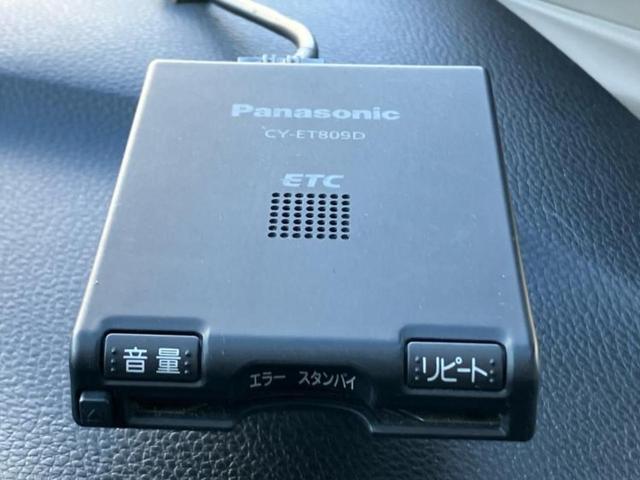 Panasonic
CY-ET809D
ETC
音量
エラー スタンバイ
リピート